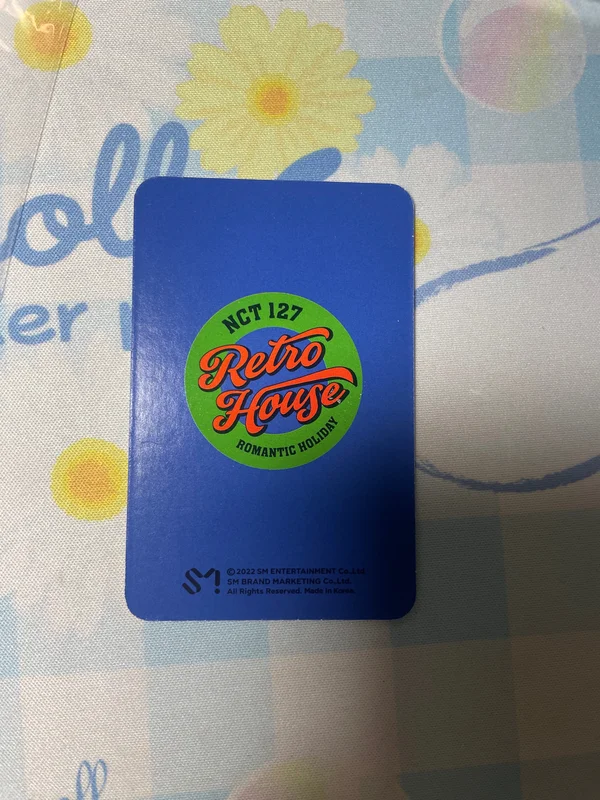 NCT 127
Retro
House
ROMANTIC HOLIDAY
SM
©2022 SM ENTERTAINMENT Co.,Ltd.
SM BRAND MARKETING Co.,Ltd.
All Rights Reserved. Made in Korea.